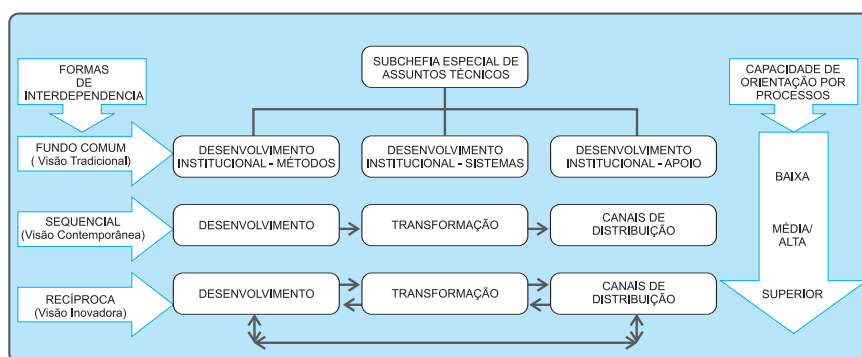 SUBCHEFIA ESPECIAL DE
ASSUNTOS TÉCNICOS
FORMAS
DE
INTERDEPENDENCIA
CAPACIDADE DE
ORIENTAÇÃO POR
PROCESSOS
FUNDO COMUM
( Visão Tradicional)
DESENVOLVIMENTO
INSTITUCIONAL - MÉTODOS
DESENVOLVIMENTO
INSTITUCIONAL - SISTEMAS
DESENVOLVIMENTO
INSTITUCIONAL - APOIO
BAIXA
SEQUENCIAL
(Visão Contemporânea)
DESENVOLVIMENTO
TRANSFORMAÇÃO
CANAIS DE
DISTRIBUIÇÃO
MÉDIA/
ALTA
RECÍPROCA
(Visão Inovadora)
DESENVOLVIMENTO
TRANSFORMAÇÃO
CANAIS DE
DISTRIBUIÇÃO
SUPERIOR